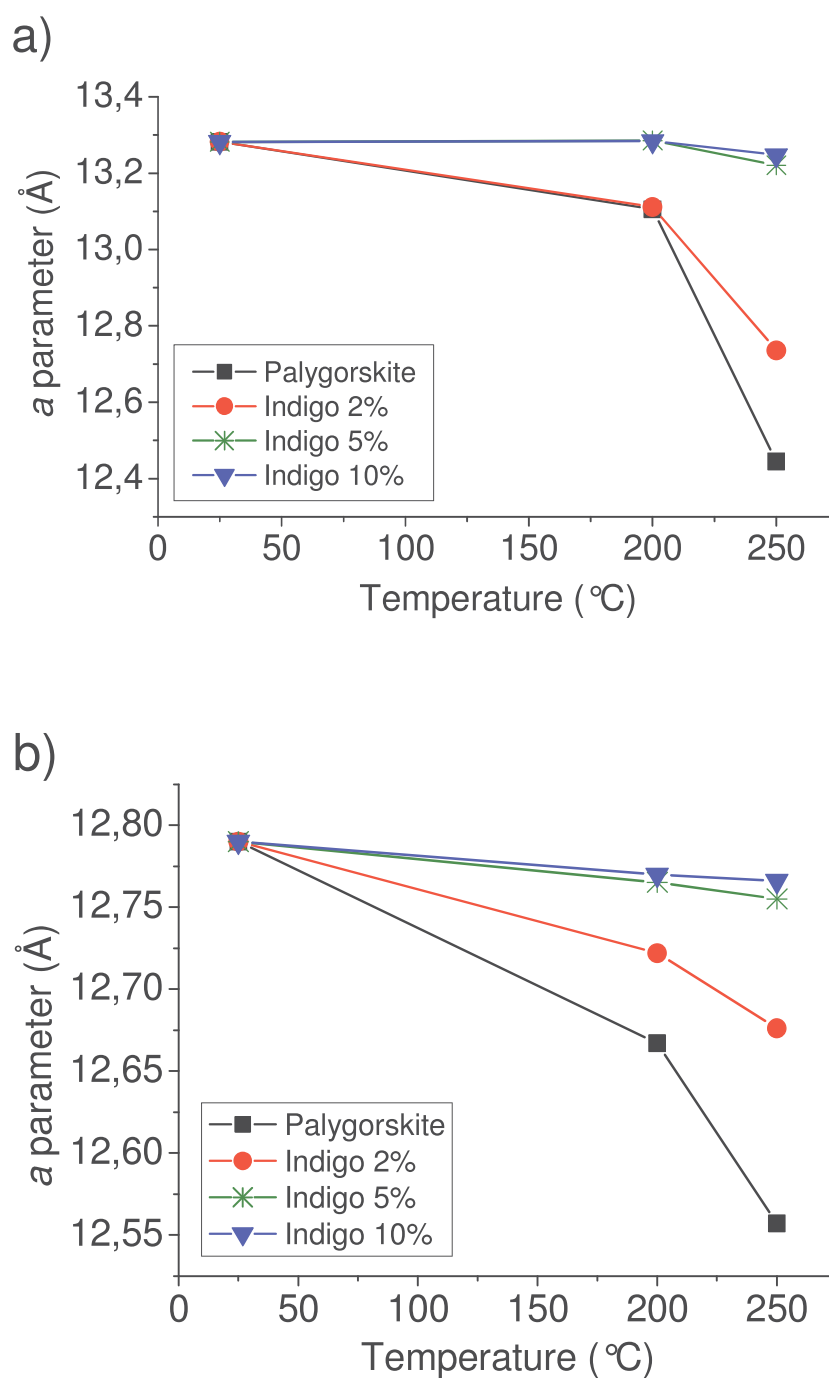 a)
13,4
13,2
13,0
12,8
12,6
12,4
a parameter (Å)
Palygorskite
Indigo 2%
Indigo 5%
Indigo 10%
0 50 100 150 200 250
Temperature (°C)
b)
12,80
12,75
12,70
12,65
12,60
12,55
a parameter (Å)
Palygorskite
Indigo 2%
Indigo 5%
Indigo 10%
0 50 100 150 200 250
Temperature (°C)